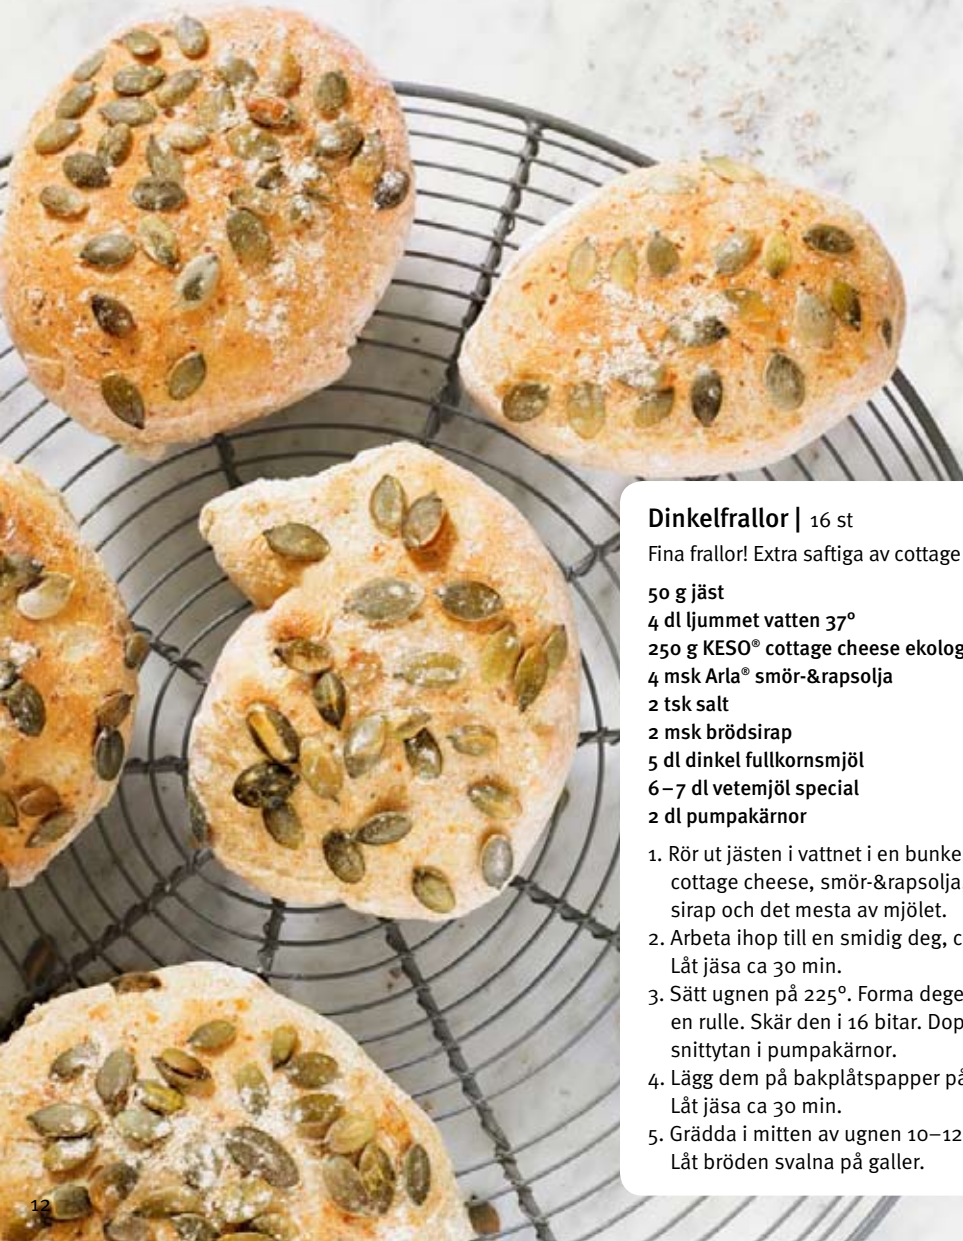 Dinkelfrallor | 16 st
Fina frallor! Extra saftiga av cottage
50 g jäst
4 dl ljummet vatten 37°
250 g KESO® cottage cheese ekolog
4 msk Arla® smör-&rapsolja
2 tsk salt
2 msk brödsirap
5 dl dinkel fullkornsmjöl
6–7 dl vetemjöl special
2 dl pumpakärnor
1. Rör ut jästen i vattnet i en bunke
cottage cheese, smör-&rapsolja
sirap och det mesta av mjölet.
2. Arbeta ihop till en smidig deg, c
Låt jäsa ca 30 min.
3. Sätt ugnen på 225°. Forma dege
en rulle. Skär den i 16 bitar. Dop
snittytan i pumpakärnor.
4. Lägg dem på bakplåtspapper på
Låt jäsa ca 30 min.
5. Grädda i mitten av ugnen 10–12
Låt bröden svalna på galler.
12